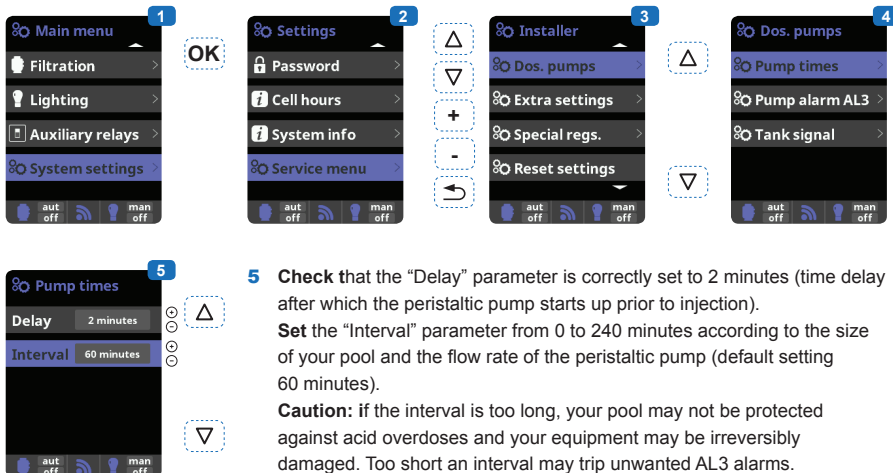 1
Main menu
Filtration
Lighting
Auxiliary relays
System settings
aut off man off
OK
2
Settings
Password
Cell hours
System info
Service menu
aut off man off
+
-
3
Installer
Dos. pumps
Extra settings
Special regs.
Reset settings
aut off man off
4
Dos. pumps
Pump times
Pump alarm AL3
Tank signal
aut off man off
5
Pump times
Delay 2 minutes
Interval 60 minutes
aut off man off
5 Check that the “Delay” parameter is correctly set to 2 minutes (time delay
after which the peristaltic pump starts up prior to injection).
Set the “Interval” parameter from 0 to 240 minutes according to the size
of your pool and the flow rate of the peristaltic pump (default setting
60 minutes).
Caution: if the interval is too long, your pool may not be protected
against acid overdoses and your equipment may be irreversibly
damaged. Too short an interval may trip unwanted AL3 alarms.